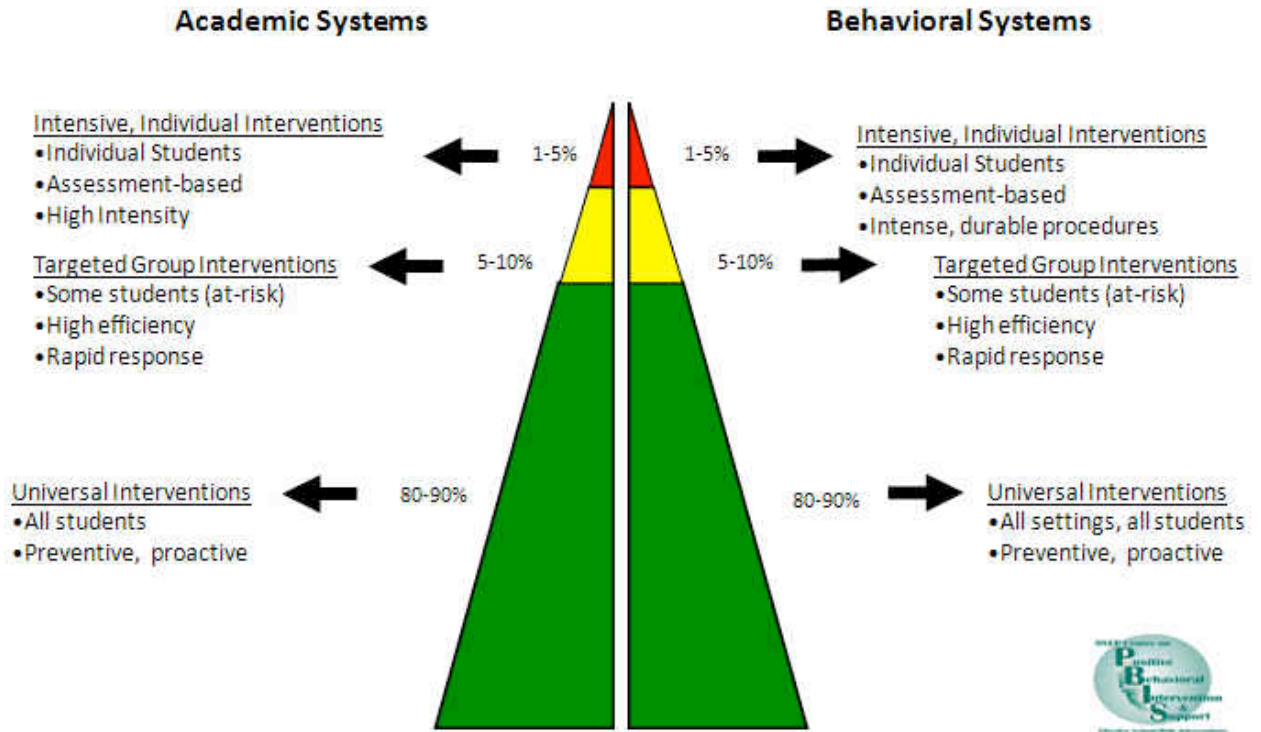 Academic Systems
Behavioral Systems
Intensive, Individual Interventions
•Individual Students
•Assessment-based
•High Intensity
1-5%
1-5%
Intensive, Individual Interventions
•Individual Students
•Assessment-based
•Intense, durable procedures
Targeted Group Interventions
•Some students (at-risk)
•High efficiency
•Rapid response
5-10%
5-10%
Targeted Group Interventions
•Some students (at-risk)
•High efficiency
•Rapid response
Universal Interventions
•All students
•Preventive, proactive
80-90%
80-90%
Universal Interventions
•All settings, all students
•Preventive, proactive
Positive
Behavioral
Intervention
&
Support